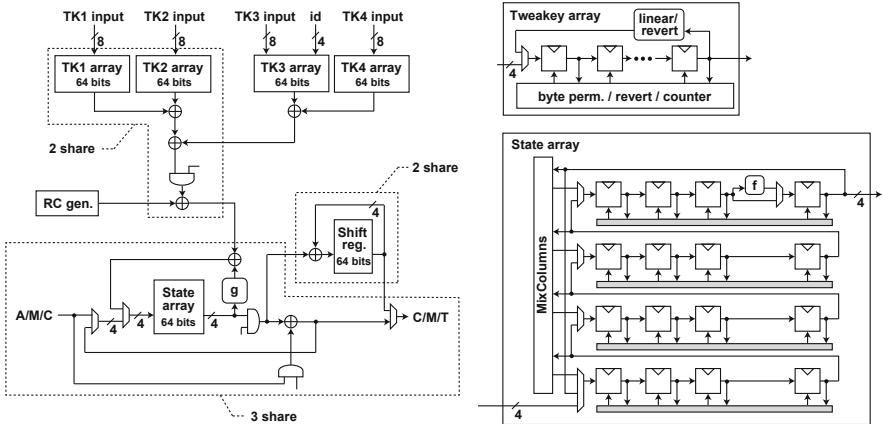 TK1 input
TK2 input
TK3 input
id
TK4 input
8
8
8
4
8
TK1 array
64 bits
TK2 array
64 bits
TK3 array
64 bits
TK4 array
64 bits
2 share
RC gen.
2 share
4
Shift
reg.
64 bits
g
State
array
64 bits
A/M/C
4
4
4
C/M/T
3 share
Tweakey array
linear/
revert
4
byte perm. / revert / counter
State array
MixColumns
f
4
4